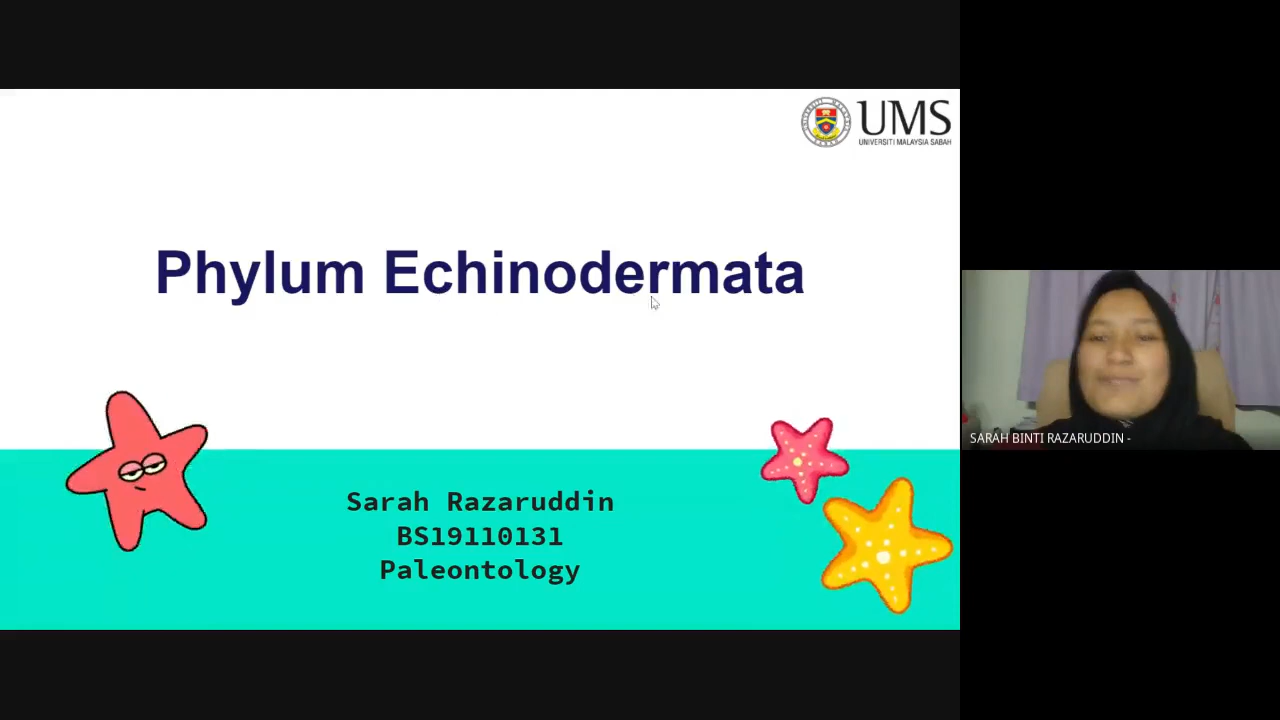 UMS
UNIVERSITI MALAYSIA SABAH
Phylum Echinodermata
Sarah Razaruddin
BS19110131
Paleontology
SARAH BINTI RAZARUDDIN -